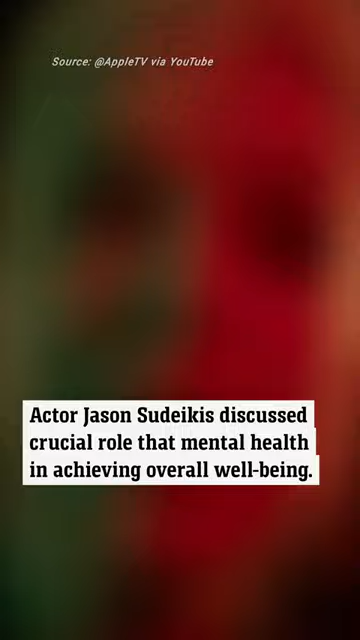 Source: @AppleTV via YouTube
Actor Jason Sudeikis discussed
crucial role that mental health
in achieving overall well-being.